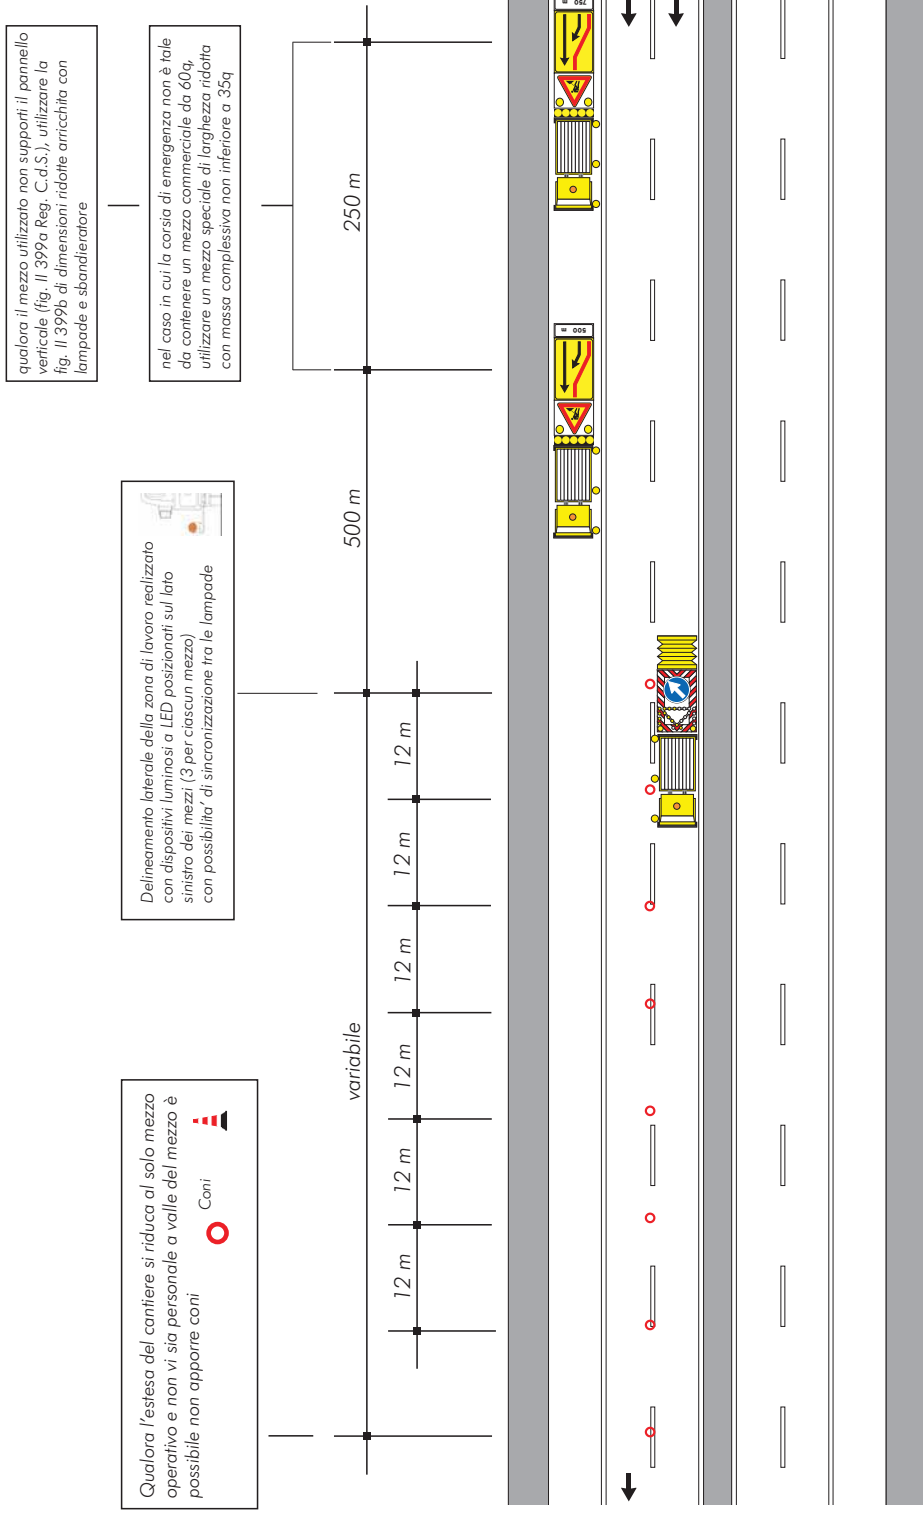 qualora il mezzo utilizzato non supporti il pannello
verticale (fig. II 399a Reg. C.d.S.), utilizzare la
fig. II 399b di dimensioni ridotte arricchita con
lampade e sbandieratore
nel caso in cui la corsia di emergenza non è tale
da contenere un mezzo commerciale da 60q,
utilizzare un mezzo speciale di larghezza ridotta
con massa complessiva non inferiore a 35q
Delineamento laterale della zona di lavoro realizzato
con dispositivi luminosi a LED posizionati sul lato
sinistro dei mezzi (3 per ciascun mezzo)
con possibilita' di sincronizzazione tra le lampade
Qualora l'estesa del cantiere si riduca al solo mezzo
operativo e non vi sia personale a valle del mezzo è
possibile non apporre coni
Coni
variabile
500 m
250 m
12 m
12 m
12 m
12 m
12 m
12 m
500 m
750 m